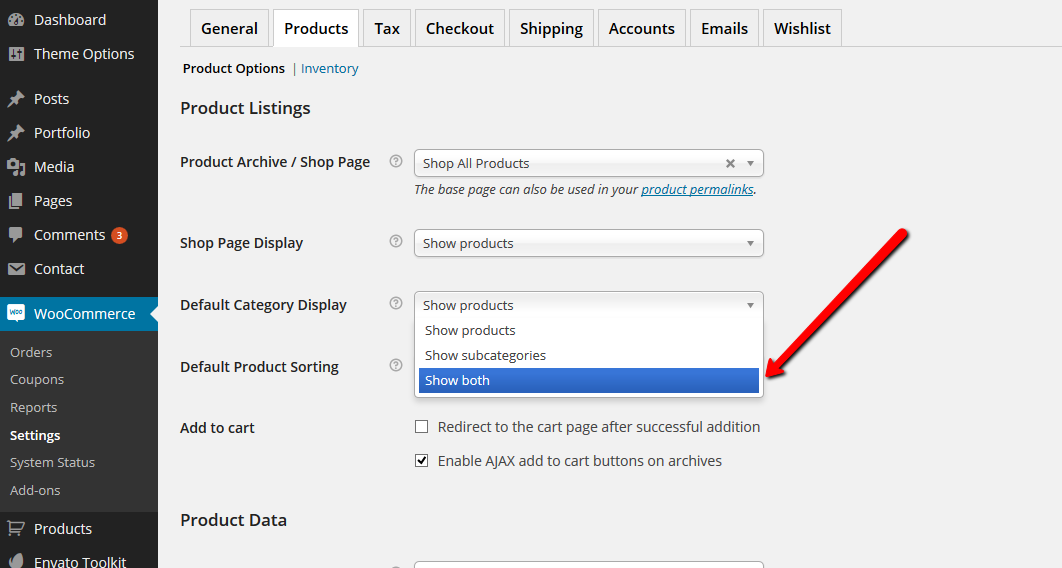 Dashboard
Theme Options
Posts
Portfolio
Media
Pages
Comments 3
Contact
WOO WooCommerce
Orders
Coupons
Reports
Settings
System Status
Add-ons
Products
Envato Toolkit
General Products Tax Checkout Shipping Accounts Emails Wishlist
Product Options | Inventory
Product Listings
Product Archive / Shop Page ? Shop All Products ×
The base page can also be used in your product permalinks.
Shop Page Display ? Show products
Default Category Display ? Show products
Show products
Show subcategories
Show both
Default Product Sorting ?
Add to cart Redirect to the cart page after successful addition
Enable AJAX add to cart buttons on archives
Product Data